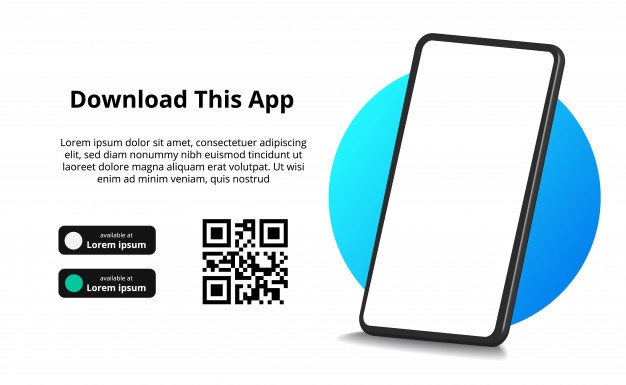 Download This App
Lorem ipsum dolor sit amet, consectetuer adipiscing
elit, sed diam nonummy nibh euismod tincidunt ut
laoreet dolore magna aliquam erat volutpat. Ut wisi
enim ad minim veniam, quis nostrud
available at
Lorem ipsum
available at
Lorem ipsum